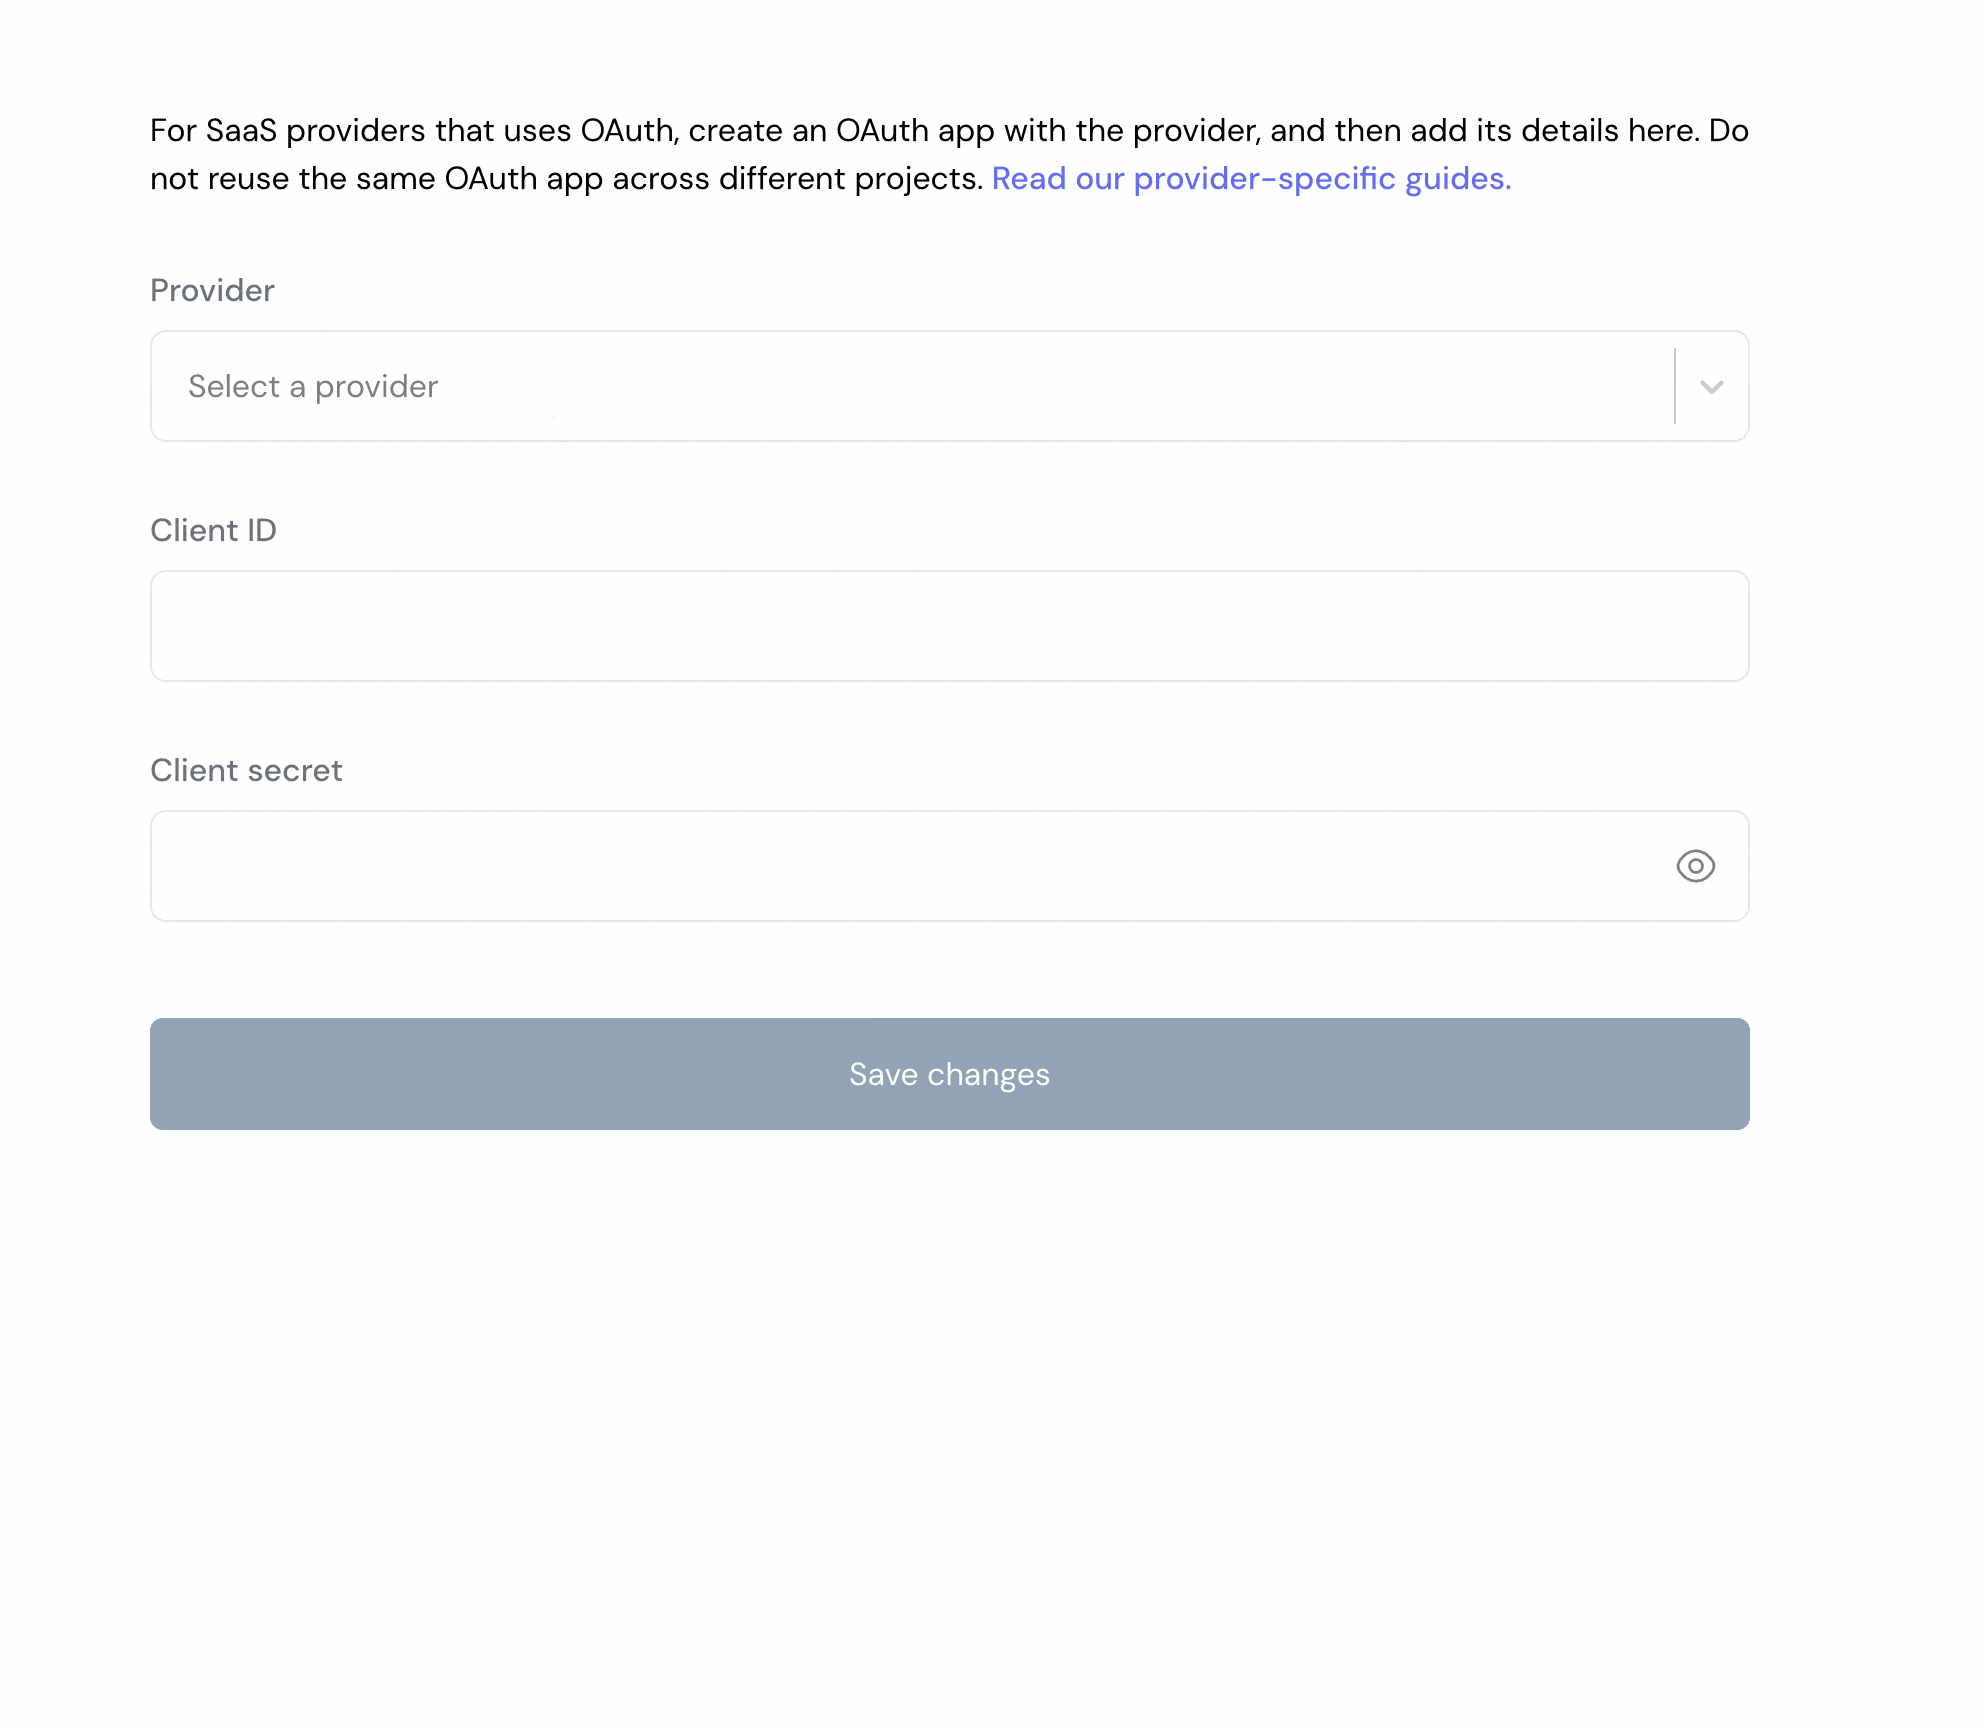 For SaaS providers that uses OAuth, create an OAuth app with the provider, and then add its details here. Do
not reuse the same OAuth app across different projects. Read our provider-specific guides.
Provider
Select a provider
Client ID
Client secret
Save changes